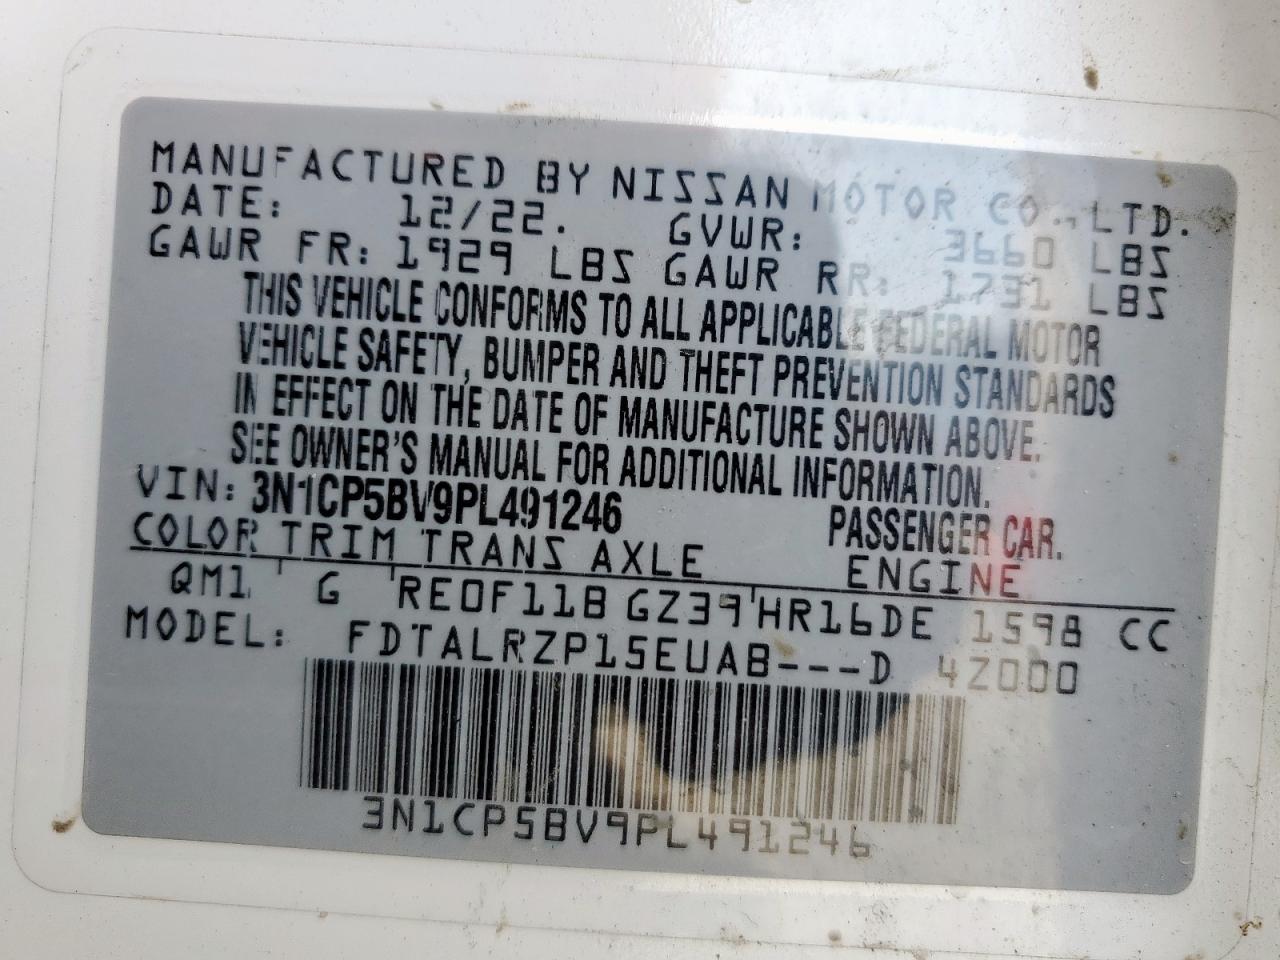 MANUFACTURED BY NISSAN MOTOR CO., LTD.
DATE: 12/22. GVWR: 3660 LBS
GAWR FR: 1929 LBS GAWR RR: 1731 LBS
THIS VEHICLE CONFORMS TO ALL APPLICABLE FEDERAL MOTOR
VEHICLE SAFETY, BUMPER AND THEFT PREVENTION STANDARDS
IN EFFECT ON THE DATE OF MANUFACTURE SHOWN ABOVE.
SEE OWNER'S MANUAL FOR ADDITIONAL INFORMATION.
VIN: 3N1CP5BV9PL491246 PASSENGER CAR.
COLOR TRIM TRANS AXLE ENGINE
QM1 G RE0F11B GZ39 HR16DE 1598 CC
MODEL: FDTALRZP15EUAB---D 4Z000
3N1CP5BV9PL491246